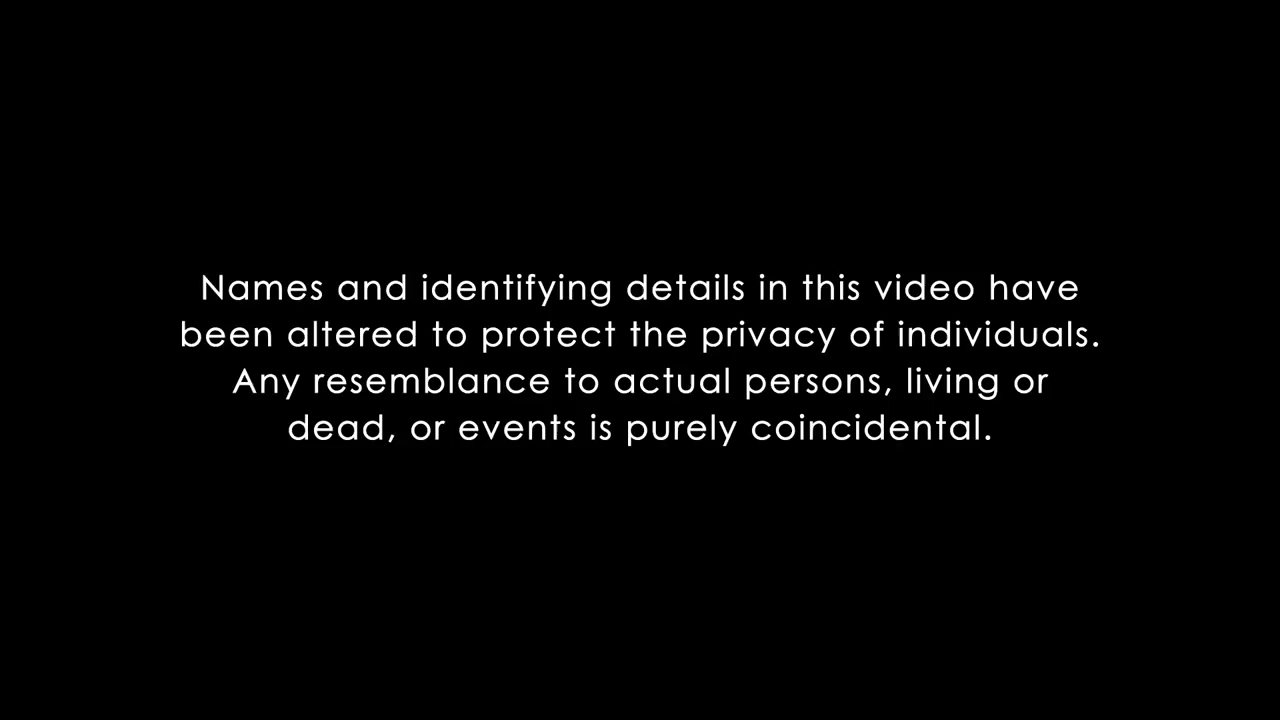 Names and identifying details in this video have
been altered to protect the privacy of individuals.
Any resemblance to actual persons, living or
dead, or events is purely coincidental.